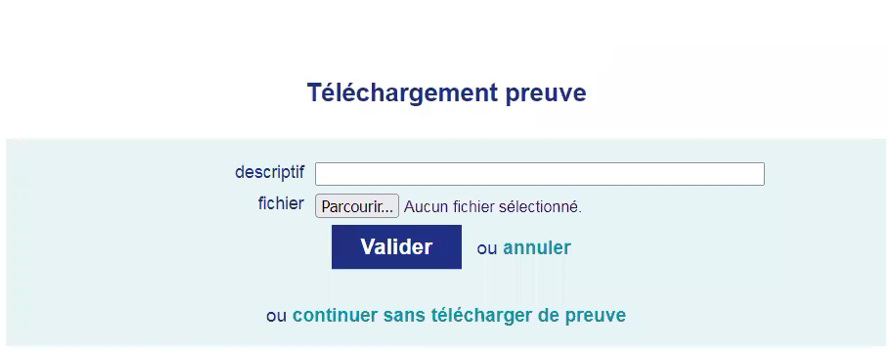 Téléchargement preuve
descriptif
fichier Parcourir... Aucun fichier sélectionné.
Valider ou annuler
ou continuer sans télécharger de preuve